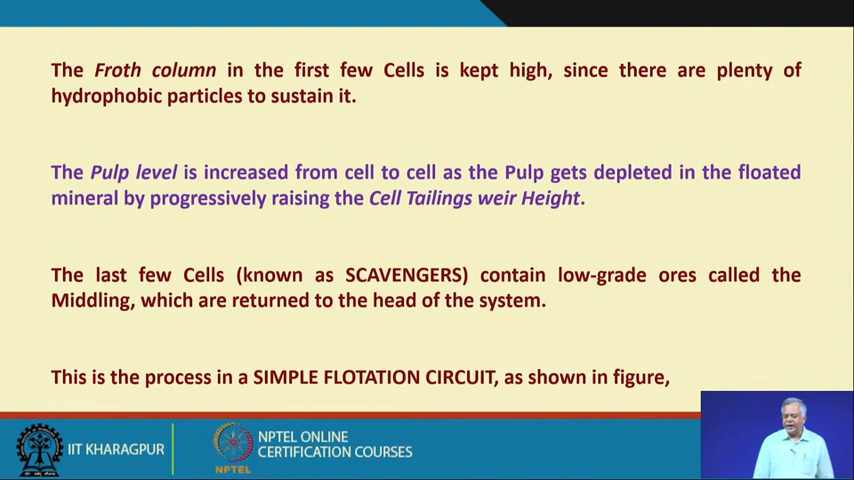 The Froth column in the first few Cells is kept high, since there are plenty of
hydrophobic particles to sustain it.
The Pulp level is increased from cell to cell as the Pulp gets depleted in the floated
mineral by progressively raising the Cell Tailings weir Height.
The last few Cells (known as SCAVENGERS) contain low-grade ores called the
Middling, which are returned to the head of the system.
This is the process in a SIMPLE FLOTATION CIRCUIT, as shown in figure,
IIT KHARAGPUR
NPTEL
NPTEL ONLINE
CERTIFICATION COURSES